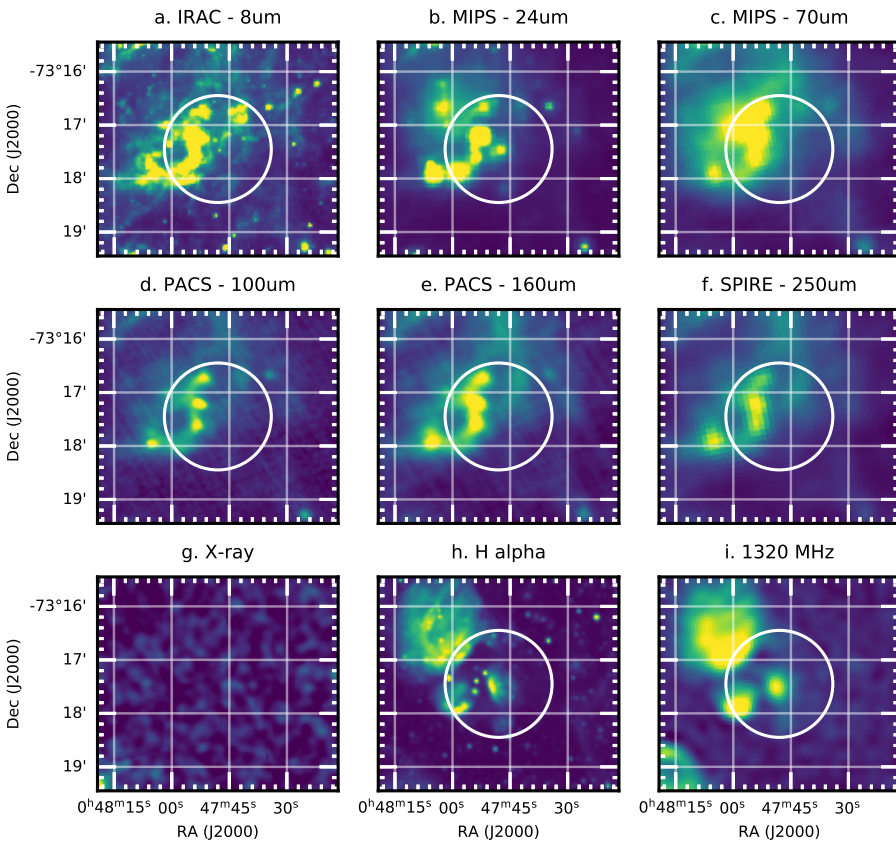 a. IRAC - 8um
b. MIPS - 24um
c. MIPS - 70um
-73°16'
17'
18'
19'
Dec (J2000)
d. PACS - 100um
e. PACS - 160um
f. SPIRE - 250um
-73°16'
17'
18'
19'
Dec (J2000)
g. X-ray
h. H alpha
i. 1320 MHz
-73°16'
17'
18'
19'
Dec (J2000)
0ʰ48ᵐ15ˢ 00ˢ 47ᵐ45ˢ 30ˢ
0ʰ48ᵐ15ˢ 00ˢ 47ᵐ45ˢ 30ˢ
0ʰ48ᵐ15ˢ 00ˢ 47ᵐ45ˢ 30ˢ
RA (J2000)
RA (J2000)
RA (J2000)